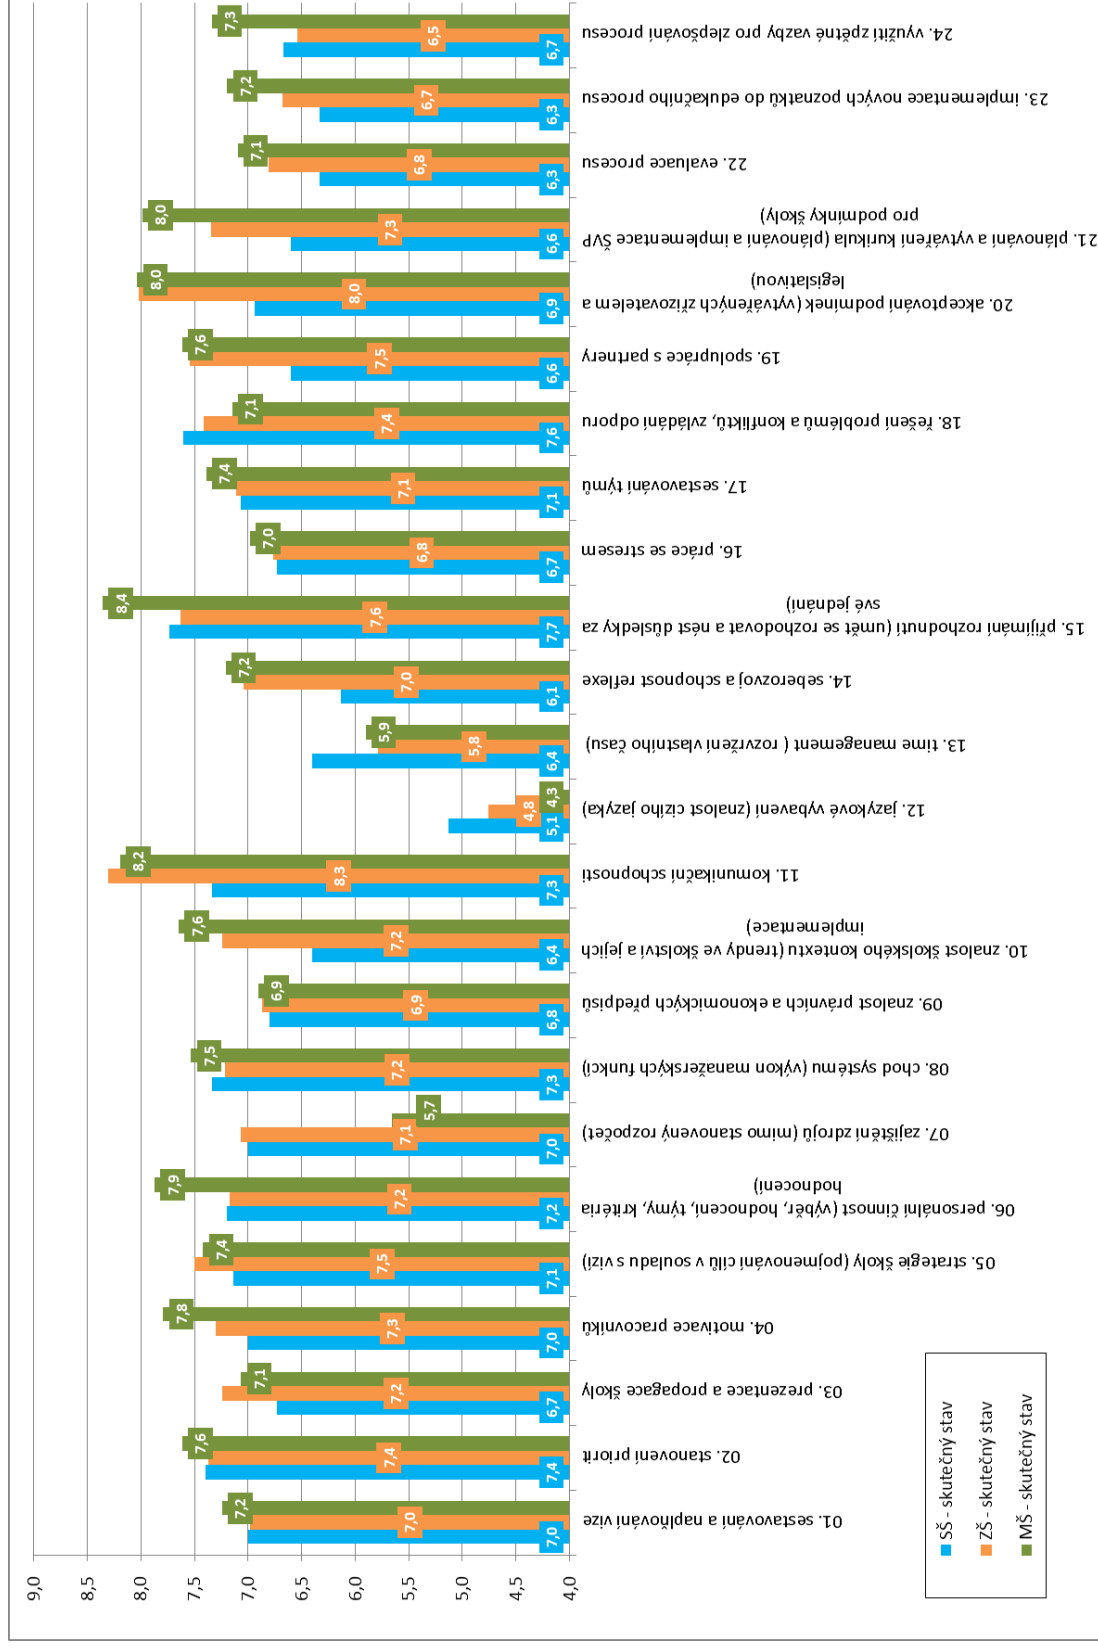 9,0
8,5
8,0
7,5
7,0
6,5
6,0
5,5
5,0
4,5
4,0
7,0
7,0
7,2
01. sestavování a naplňování vize
7,4
7,4
7,6
02. stanovení priorit
6,7
7,2
7,1
03. prezentace a propagace školy
7,0
7,3
7,8
04. motivace pracovníků
7,1
7,5
7,4
05. strategie školy (pojmenování cílů v souladu s vizí)
7,2
7,2
7,9
06. personální činnost (výběr, hodnocení, týmy, kritéria
hodnocení)
7,0
7,1
5,7
07. zajištění zdrojů (mimo stanovený rozpočet)
7,3
7,2
7,5
08. chod systému (výkon manažerských funkcí)
6,8
6,9
6,9
09. znalost právních a ekonomických předpisů
6,4
7,2
7,6
10. znalost školského kontextu (trendy ve školství a jejich
implementace)
7,3
8,3
8,2
11. komunikační schopnosti
5,1
4,8
4,3
12. jazykové vybavení (znalost cizího jazyka)
6,4
5,8
5,9
13. time management ( rozvržení vlastního času)
6,1
7,0
7,2
14. seberozvoj a schopnost reflexe
7,7
7,6
8,4
15. přijímání rozhodnutí (umět se rozhodovat a nést důsledky za
své jednání)
6,7
6,8
7,0
16. práce se stresem
7,1
7,1
7,4
17. sestavování týmů
7,6
7,4
7,1
18. řešení problémů a konfliktů, zvládání odporu
6,6
7,5
7,6
19. spolupráce s partnery
6,9
8,0
8,0
20. akceptování podmínek (vytvářených zřizovatelem a
legislativou)
6,6
7,3
8,0
21. plánování a vytváření kurikula (plánování a implementace ŠVP
pro podmínky školy)
6,3
6,8
7,1
22. evaluace procesu
6,3
6,7
7,2
23. implementace nových poznatků do edukačního procesu
6,7
6,5
7,3
24. využití zpětné vazby pro zlepšování procesu
SŠ - skutečný stav
ZŠ - skutečný stav
MŠ - skutečný stav